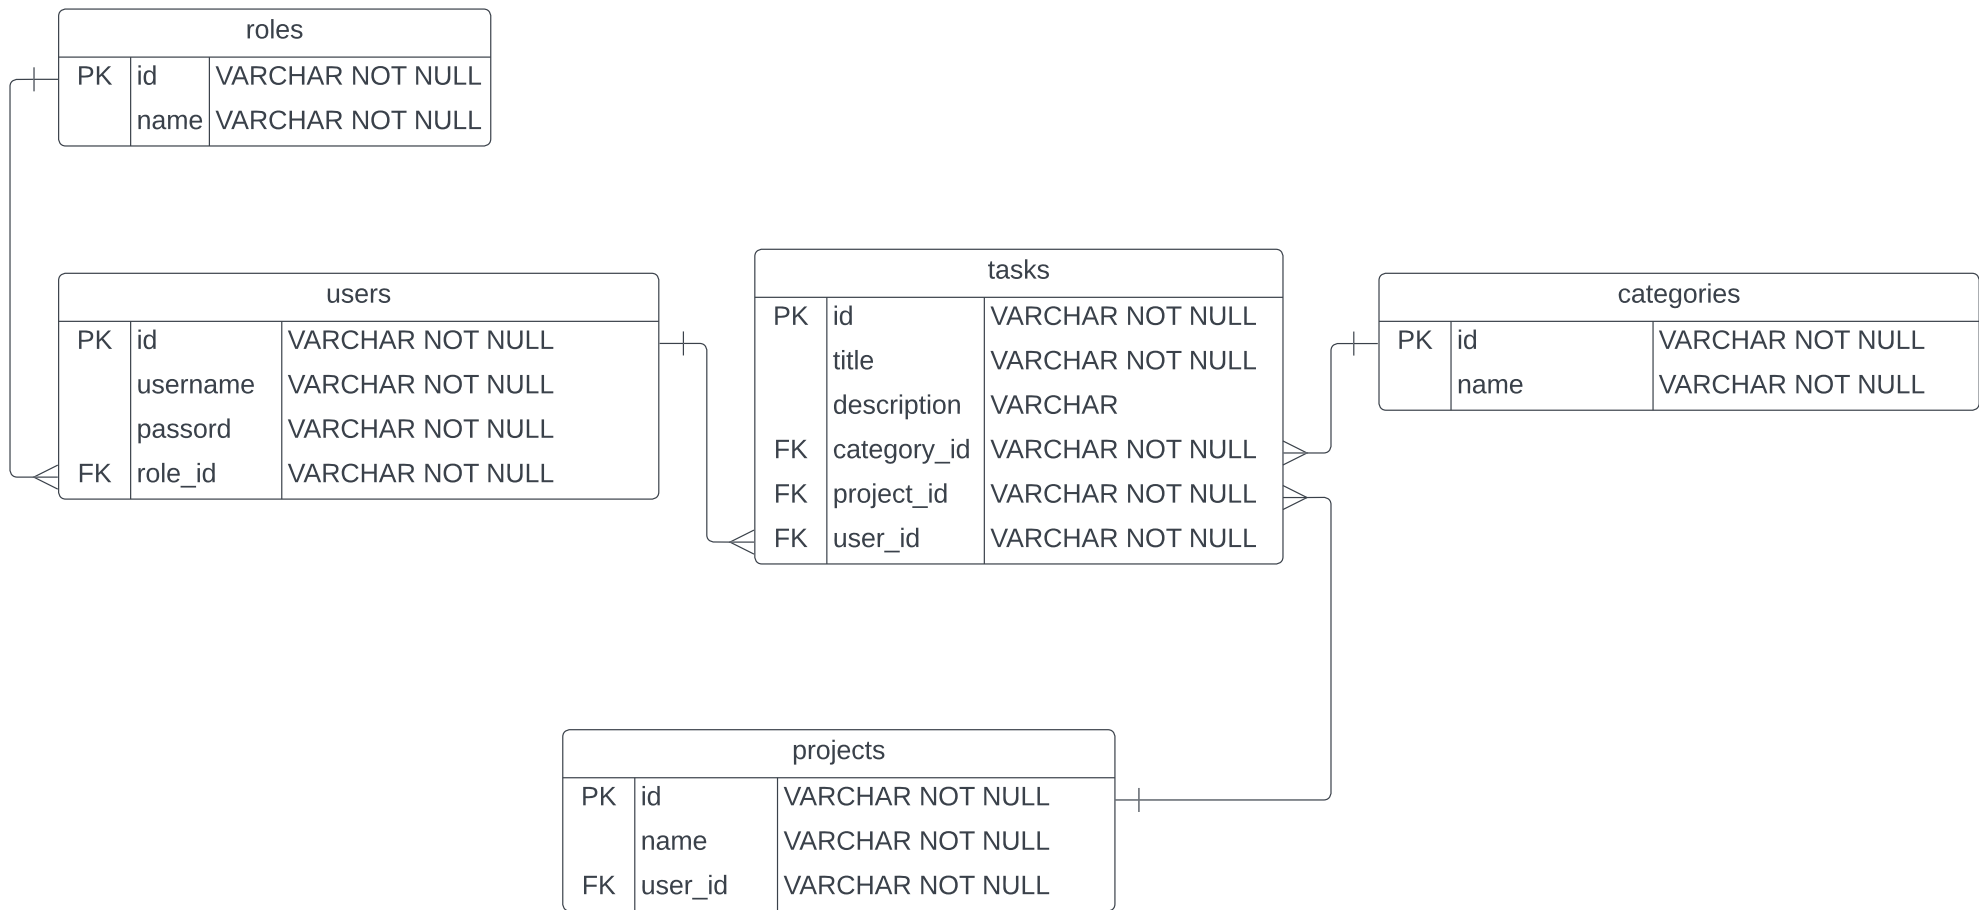 roles
PK id VARCHAR NOT NULL
name VARCHAR NOT NULL
users
PK id VARCHAR NOT NULL
username VARCHAR NOT NULL
passord VARCHAR NOT NULL
FK role_id VARCHAR NOT NULL
tasks
PK id VARCHAR NOT NULL
title VARCHAR NOT NULL
description VARCHAR
FK category_id VARCHAR NOT NULL
FK project_id VARCHAR NOT NULL
FK user_id VARCHAR NOT NULL
categories
PK id VARCHAR NOT NULL
name VARCHAR NOT NULL
projects
PK id VARCHAR NOT NULL
name VARCHAR NOT NULL
FK user_id VARCHAR NOT NULL